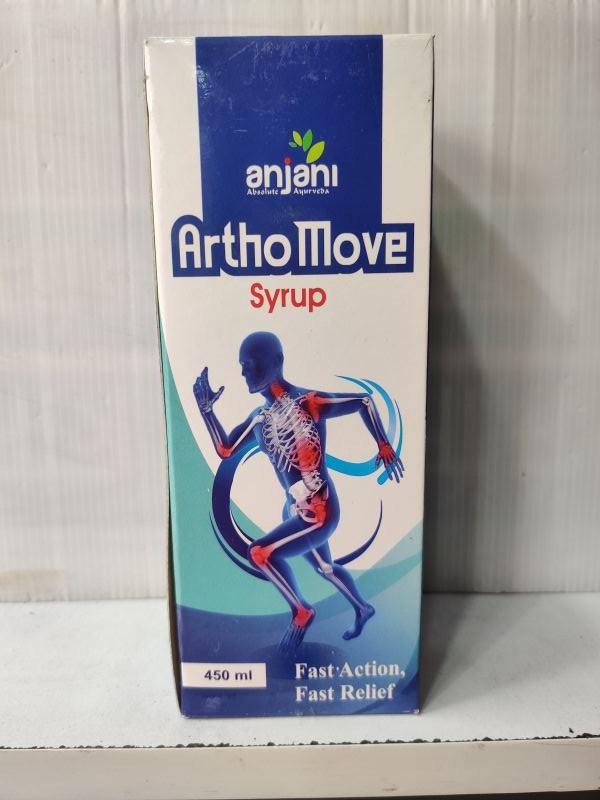 anjani
Absolute Ayurveda
Artho Move
Syrup
450 ml
Fast Action,
Fast Relief